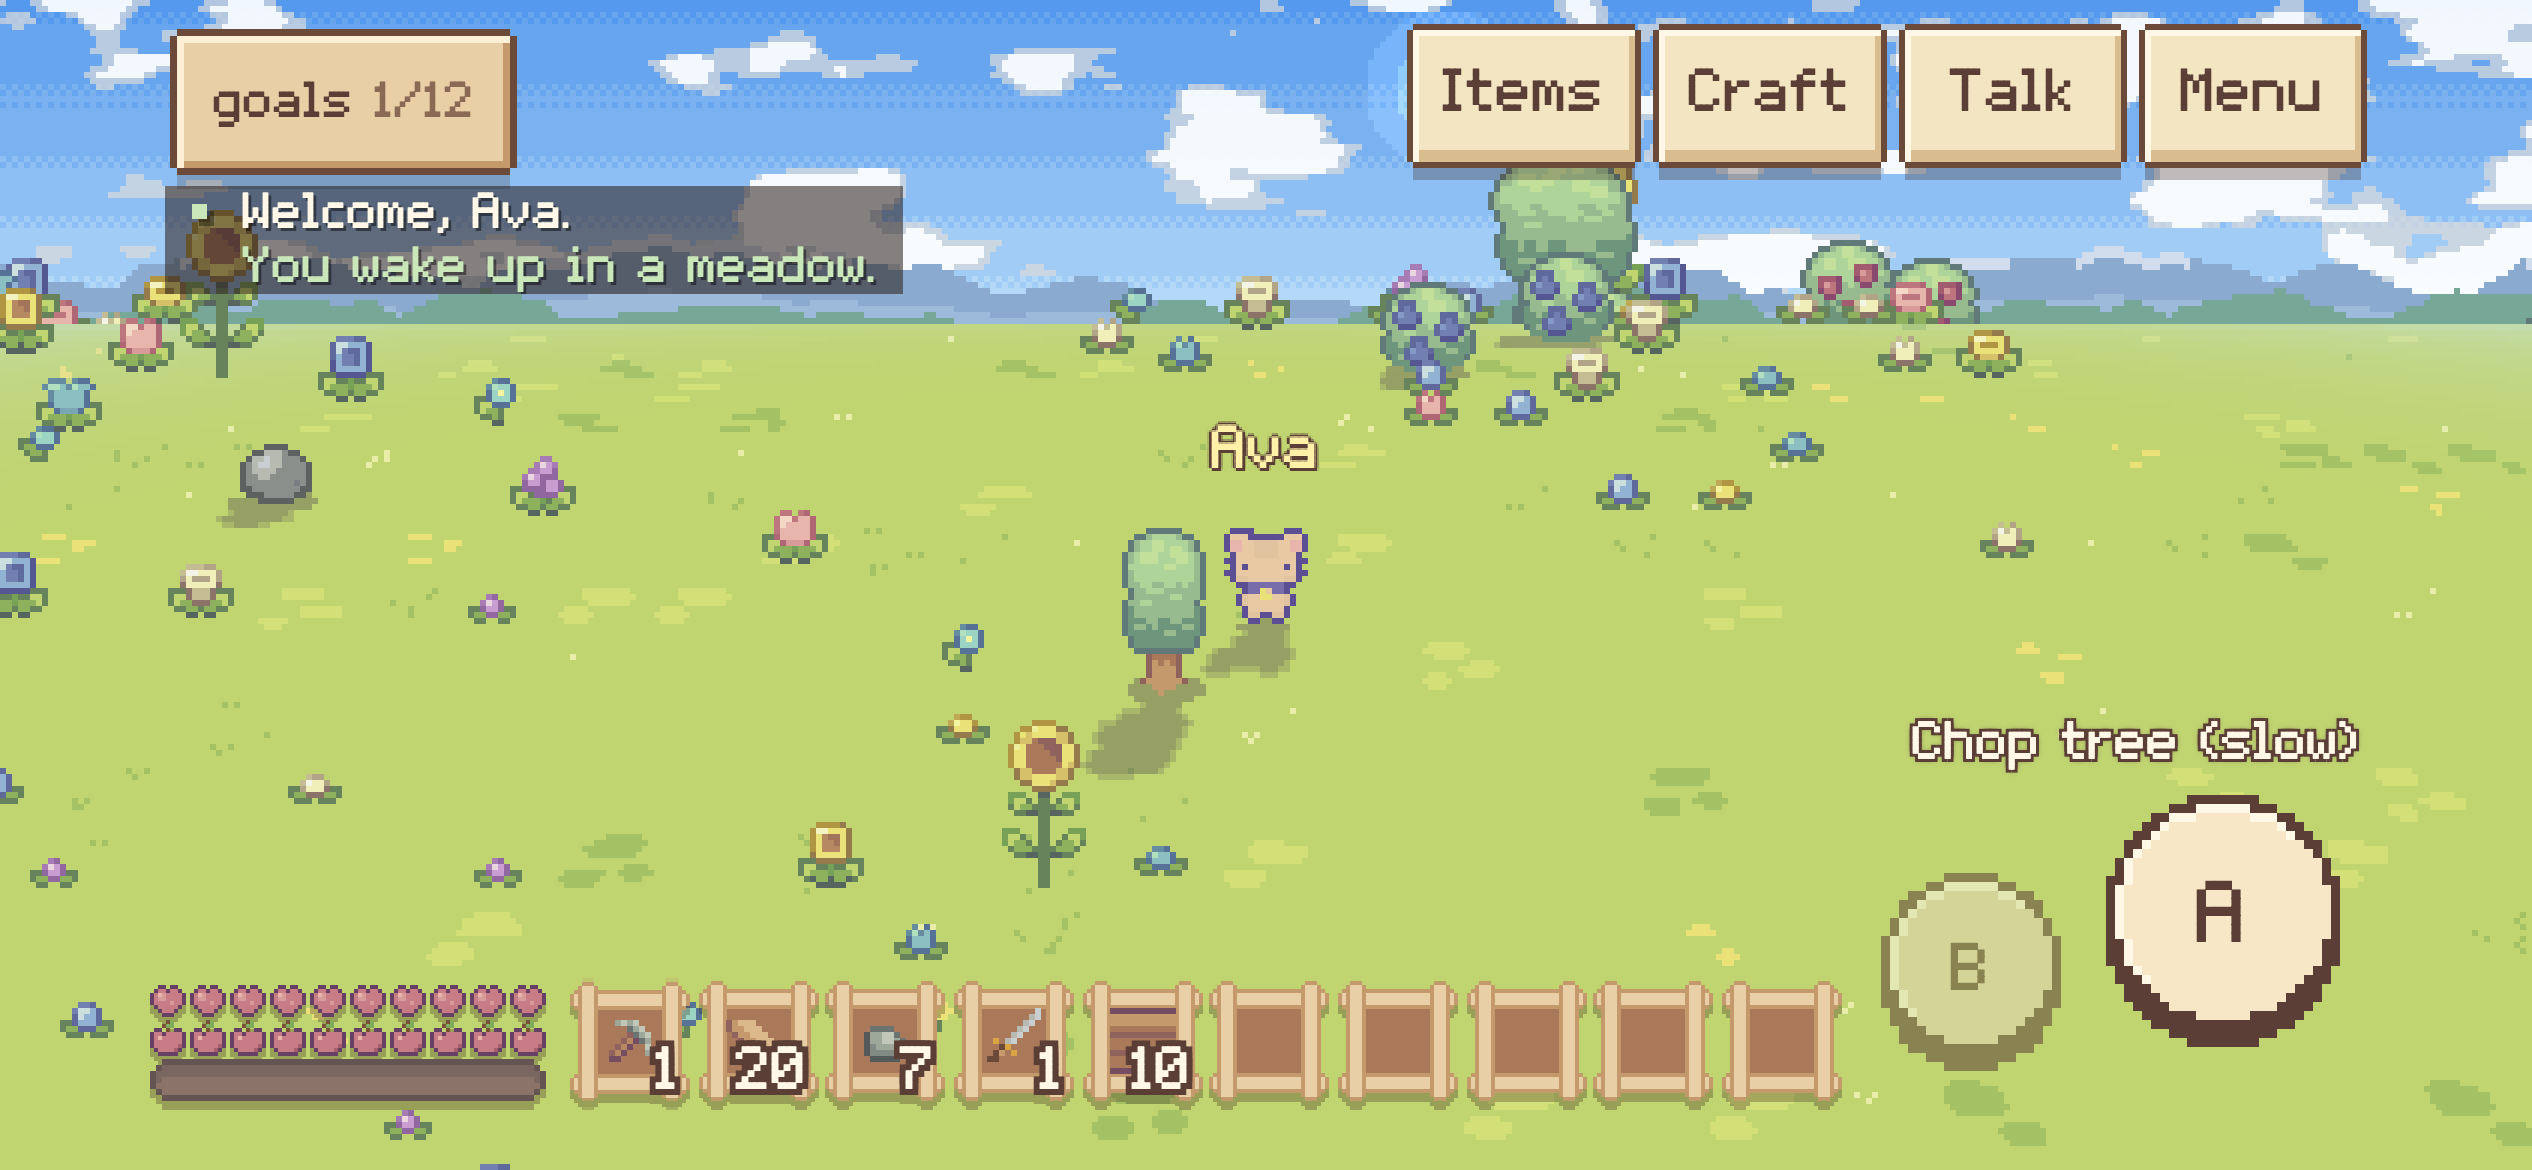 goals 1/12
Items
Craft
Talk
Menu
Welcome, Ava.
You wake up in a meadow.
Ava
Chop tree (slow)
A
B
1
20
7
1
10